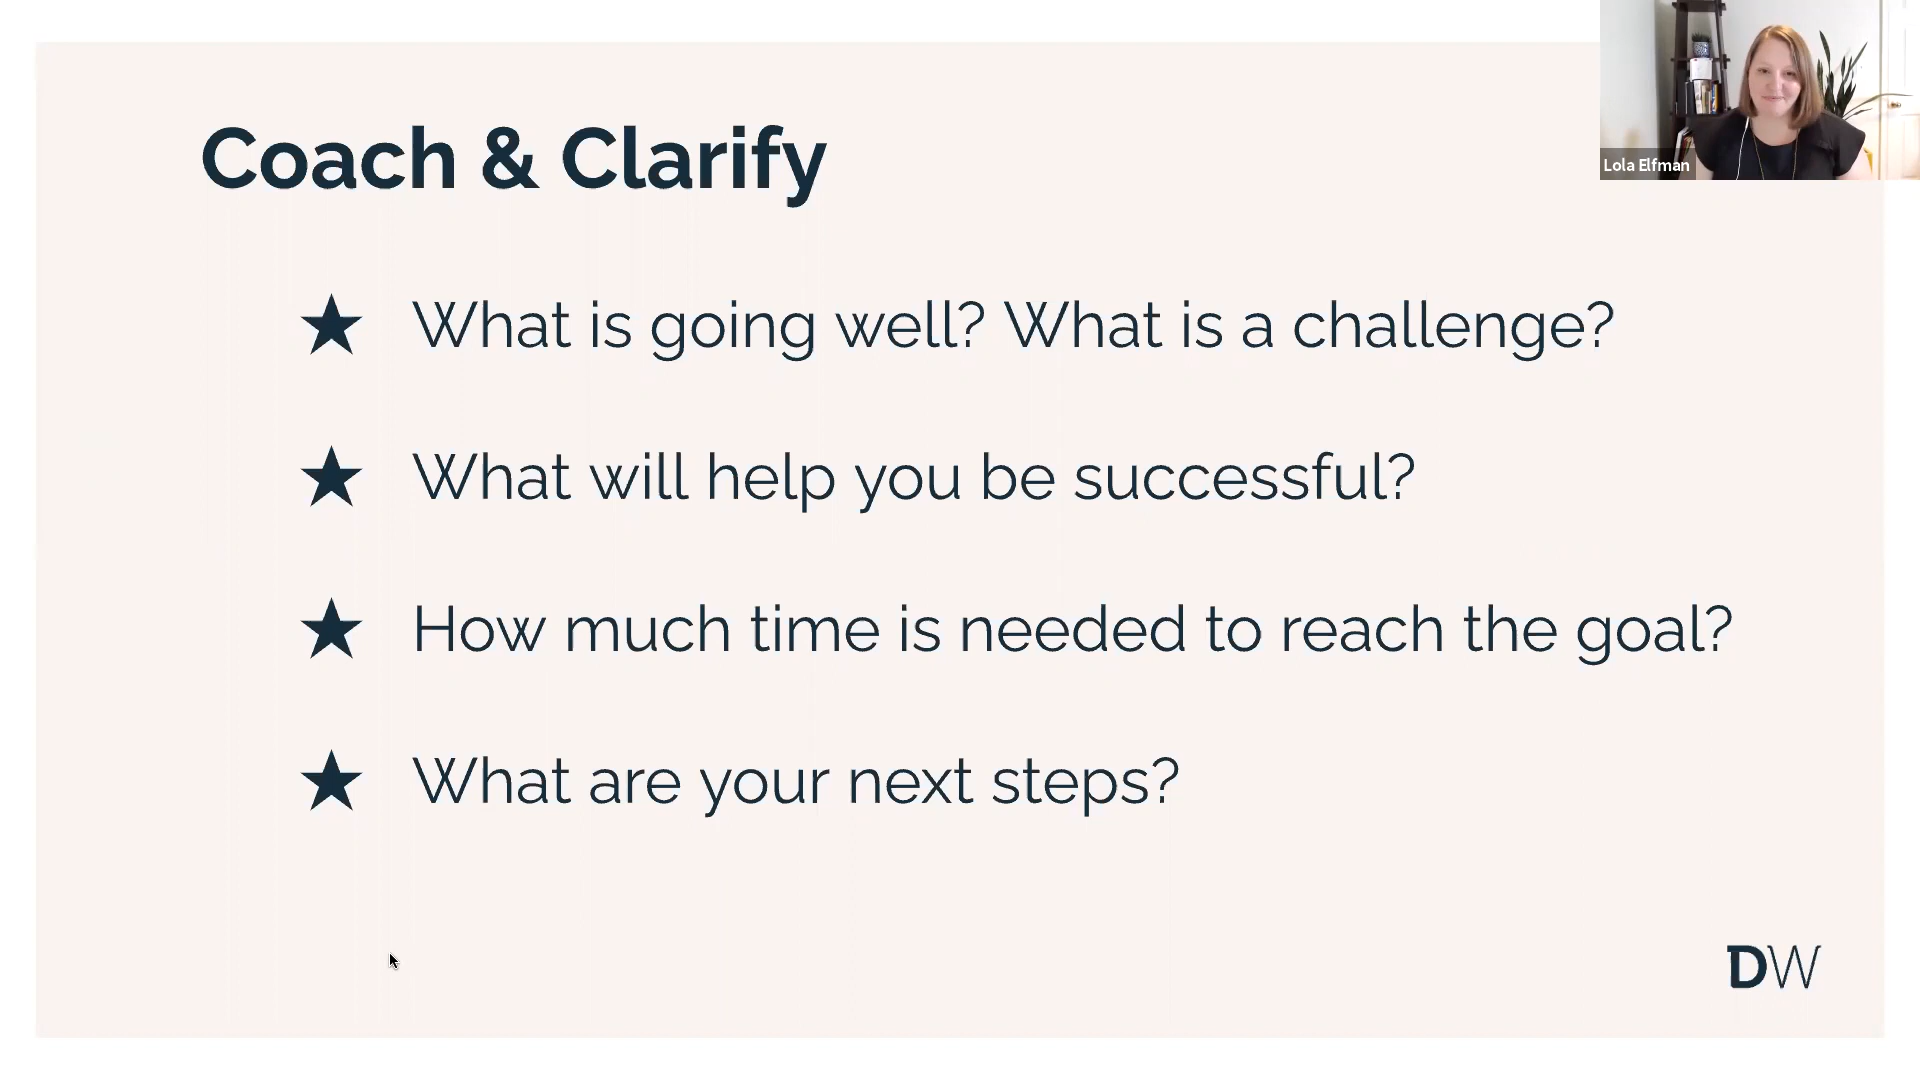 Coach & Clarify
Lola Elfman
★ What is going well? What is a challenge?
★ What will help you be successful?
★ How much time is needed to reach the goal?
★ What are your next steps?
DW